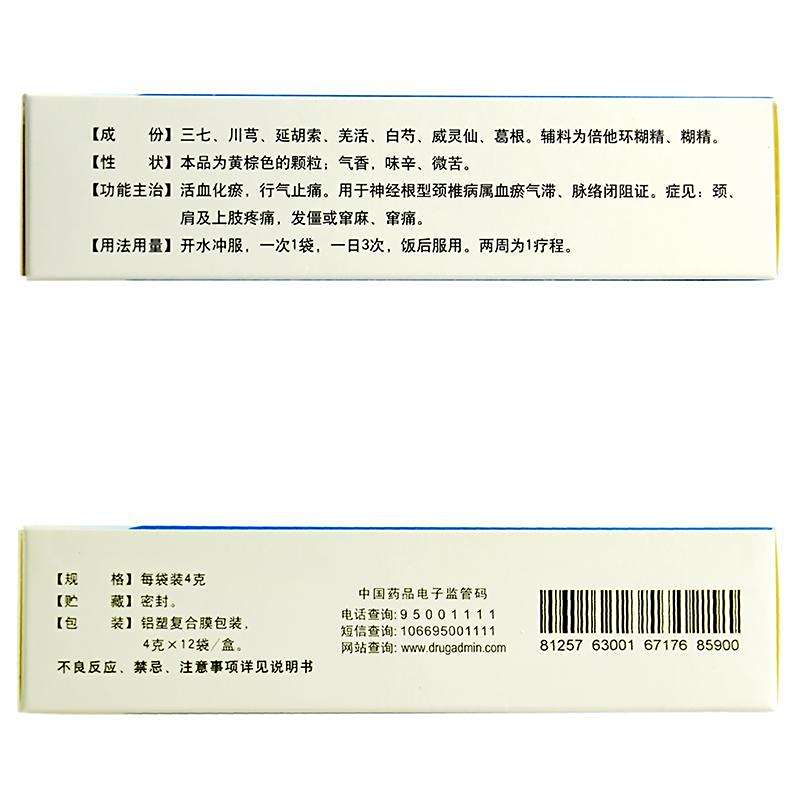 【成　份】三七、川芎、延胡索、羌活、白芍、威灵仙、葛根。辅料为倍他环糊精、糊精。
【性　状】本品为黄棕色的颗粒；气香，味辛、微苦。
【功能主治】活血化瘀，行气止痛。用于神经根型颈椎病属血瘀气滞、脉络闭阻证。症见：颈、
肩及上肢疼痛，发僵或窜麻、窜痛。
【用法用量】开水冲服，一次1袋，一日3次，饭后服用。两周为1疗程。
【规　格】每袋装4克
【贮　藏】密封。
【包　装】铝塑复合膜包装，
4克×12袋/盒。
不良反应、禁忌、注意事项详见说明书
中国药品电子监管码
电话查询: 95001111
短信查询: 106695001111
网站查询: www.drugadmin.com
81257 63001 67176 85900